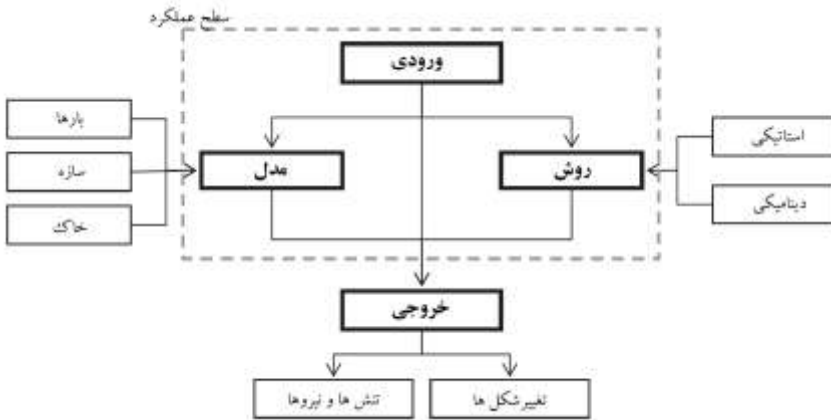 سطح عملکرد
ورودی
بارها
استاتیکی
سازه
مدل
روش
دینامیکی
خاک
خروجی
تغییرشکل ها
تنش ها و نیروها